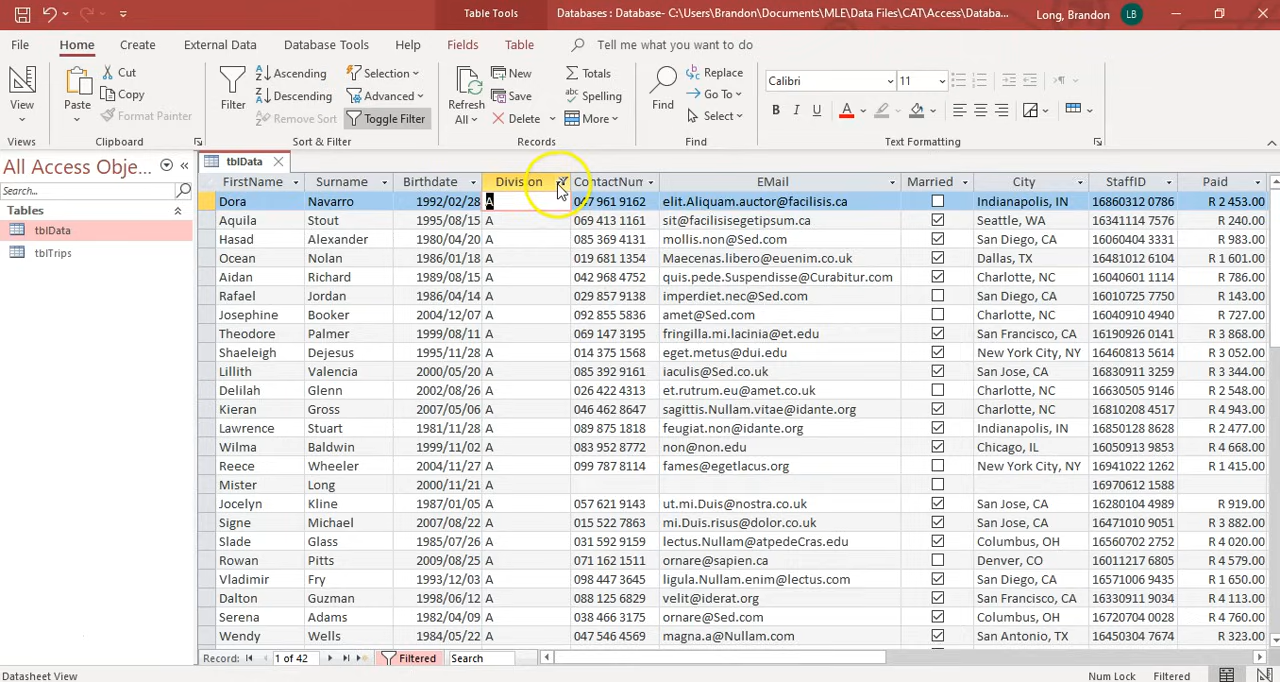 Table Tools Databases : Database- C:\Users\Brandon\Documents\MLE\Data Files\CAT\Access\Databa... Long, Brandon LB
File Home Create External Data Database Tools Help Fields Table Tell me what you want to do
View Paste Cut Copy Format Painter Filter Ascending Descending Remove Sort Selection Advanced Toggle Filter Refresh All New Save Delete Totals Spelling More Find Replace Go To Select Calibri 11 B I U A
Views Clipboard Sort & Filter Records Find Text Formatting
All Access Obje...
Search...
Tables
tblData
tblTrips
tblData
FirstName Surname Birthdate Division ContactNum EMail Married City StaffID Paid
Dora Navarro 1992/02/28 A 047 961 9162 elit.Aliquam.auctor@facilisis.ca Indianapolis, IN 16860312 0786 R 2 453.00
Aquila Stout 1995/08/15 A 069 413 1161 sit@facilisisegetipsum.ca Seattle, WA 16341114 7576 R 240.00
Hasad Alexander 1980/04/20 A 085 369 4131 mollis.non@Sed.com San Diego, CA 16060404 3331 R 983.00
Ocean Nolan 1986/01/18 A 019 681 1354 Maecenas.libero@euenim.co.uk Dallas, TX 16481012 6104 R 1 601.00
Aidan Richard 1989/08/15 A 042 968 4752 quis.pede.Suspendisse@Curabitur.com Charlotte, NC 16040601 1114 R 786.00
Rafael Jordan 1986/04/14 A 029 857 9138 imperdiet.nec@Sed.com San Diego, CA 16010725 7750 R 143.00
Josephine Booker 2004/12/07 A 092 855 5836 amet@Sed.com Charlotte, NC 16040910 4940 R 727.00
Theodore Palmer 1999/08/11 A 069 147 3195 fringilla.mi.lacinia@et.edu San Francisco, CA 16190926 0141 R 3 868.00
Shaeleigh Dejesus 1995/11/28 A 014 375 1568 eget.metus@dui.edu New York City, NY 16460813 5614 R 3 052.00
Lillith Valencia 2000/05/20 A 085 392 9161 iaculis@Sed.co.uk San Jose, CA 16830911 3259 R 3 344.00
Delilah Glenn 2002/08/26 A 026 422 4313 et.rutrum.eu@amet.co.uk Charlotte, NC 16630505 9146 R 2 548.00
Kieran Gross 2007/05/06 A 046 462 8647 sagittis.Nullam.vitae@idante.org Charlotte, NC 16810208 4517 R 4 943.00
Lawrence Stuart 1981/11/28 A 089 875 1818 feugiat.non@idante.org Indianapolis, IN 16850128 8628 R 2 477.00
Wilma Baldwin 1999/11/02 A 083 952 8772 non@non.edu Chicago, IL 16050913 9853 R 4 668.00
Reece Wheeler 2004/11/27 A 099 787 8114 fames@egetlacus.org New York City, NY 16941022 1262 R 1 415.00
Mister Long 2000/11/21 A 16970612 1588
Jocelyn Kline 1987/01/05 A 057 621 9143 ut.mi.Duis@nostra.co.uk San Jose, CA 16280104 4989 R 919.00
Signe Michael 2007/08/22 A 015 522 7863 mi.Duis.risus@dolor.co.uk San Jose, CA 16471010 9051 R 3 882.00
Slade Glass 1986/07/15 A 031 592 9159 lectus.Nullam@atpedeCras.edu Columbus, OH 16560702 2752 R 4 020.00
Rowan Pitts 2009/08/25 A 071 162 1511 ornare@sapien.ca Denver, CO 16011217 6805 R 4 579.00
Vladimir Fry 1993/12/03 A 098 447 3645 ligula.Nullam.enim@lectus.com San Diego, CA 16120811 9554 R 1 650.00
Dalton Guzman 1998/06/12 A 088 125 6829 velit@iderat.org San Diego, CA 16330911 9034 R 4 113.00
Serena Adams 1982/04/09 A 038 466 3175 ornare@Sed.com Columbus, OH 16720204 8034 R 4 760.00
Wendy Wells 1984/05/22 A 047 546 4569 magna.a@Nullam.com San Antonio, TX 16450304 7674 R 322.00
Record: 1 of 42 Filtered Search
Datasheet View Num Lock Filtered